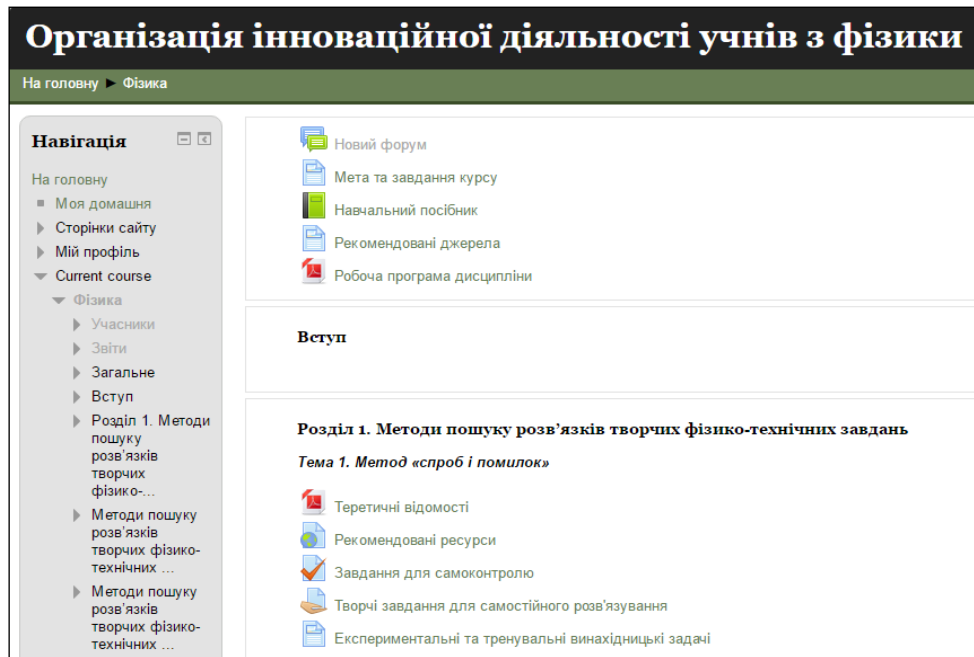 Організація інноваційної діяльності учнів з фізики
На головну ► Фізика
Навігація
На головну
Моя домашня
Сторінки сайту
Мій профіль
Current course
Фізика
Учасники
Звіти
Загальне
Вступ
Розділ 1. Методи
пошуку
розв'язків
творчих
фізико-...
Методи пошуку
розв'язків
творчих фізико-
технічних ...
Методи пошуку
розв'язків
творчих фізико-
технічних ...
Новий форум
Мета та завдання курсу
Навчальний посібник
Рекомендовані джерела
Робоча програма дисципліни
Вступ
Розділ 1. Методи пошуку розв'язків творчих фізико-технічних завдань
Тема 1. Метод «спроб і помилок»
Теретичні відомості
Рекомендовані ресурси
Завдання для самоконтролю
Творчі завдання для самостійного розв'язування
Експериментальні та тренувальні винахідницькі задачі